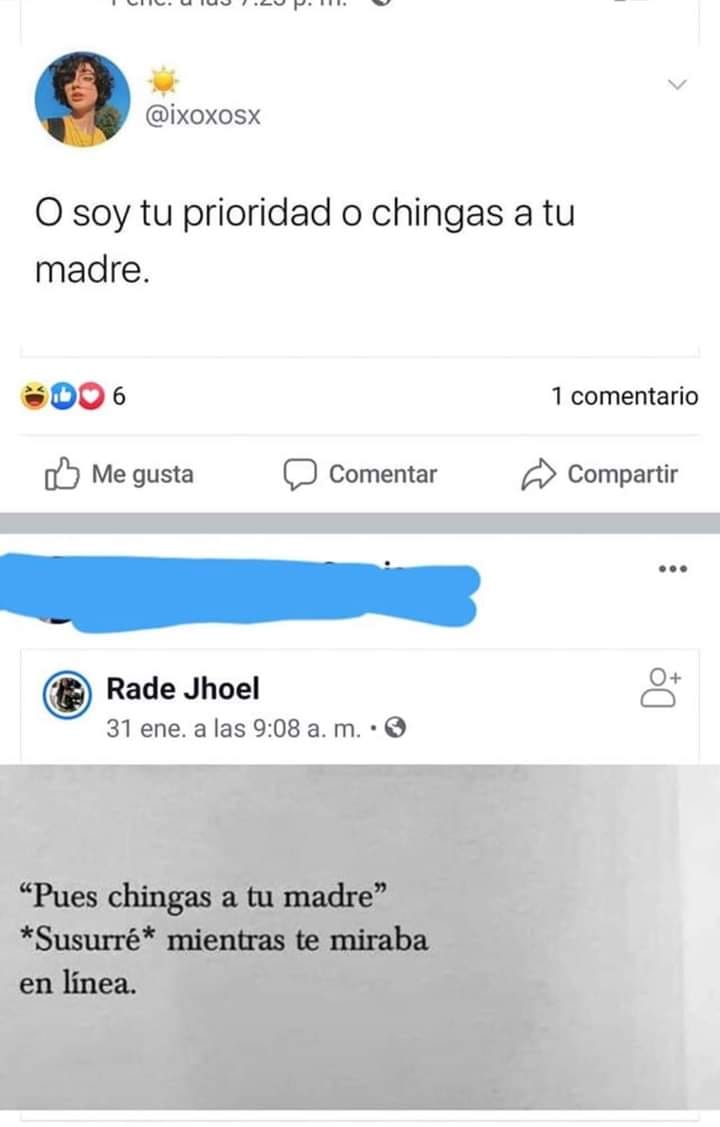 @ixoxosx
O soy tu prioridad o chingas a tu
madre.
6
1 comentario
Me gusta
Comentar
Compartir
Rade Jhoel
31 ene. a las 9:08 a. m. •
“Pues chingas a tu madre”
*Susurré* mientras te miraba
en línea.